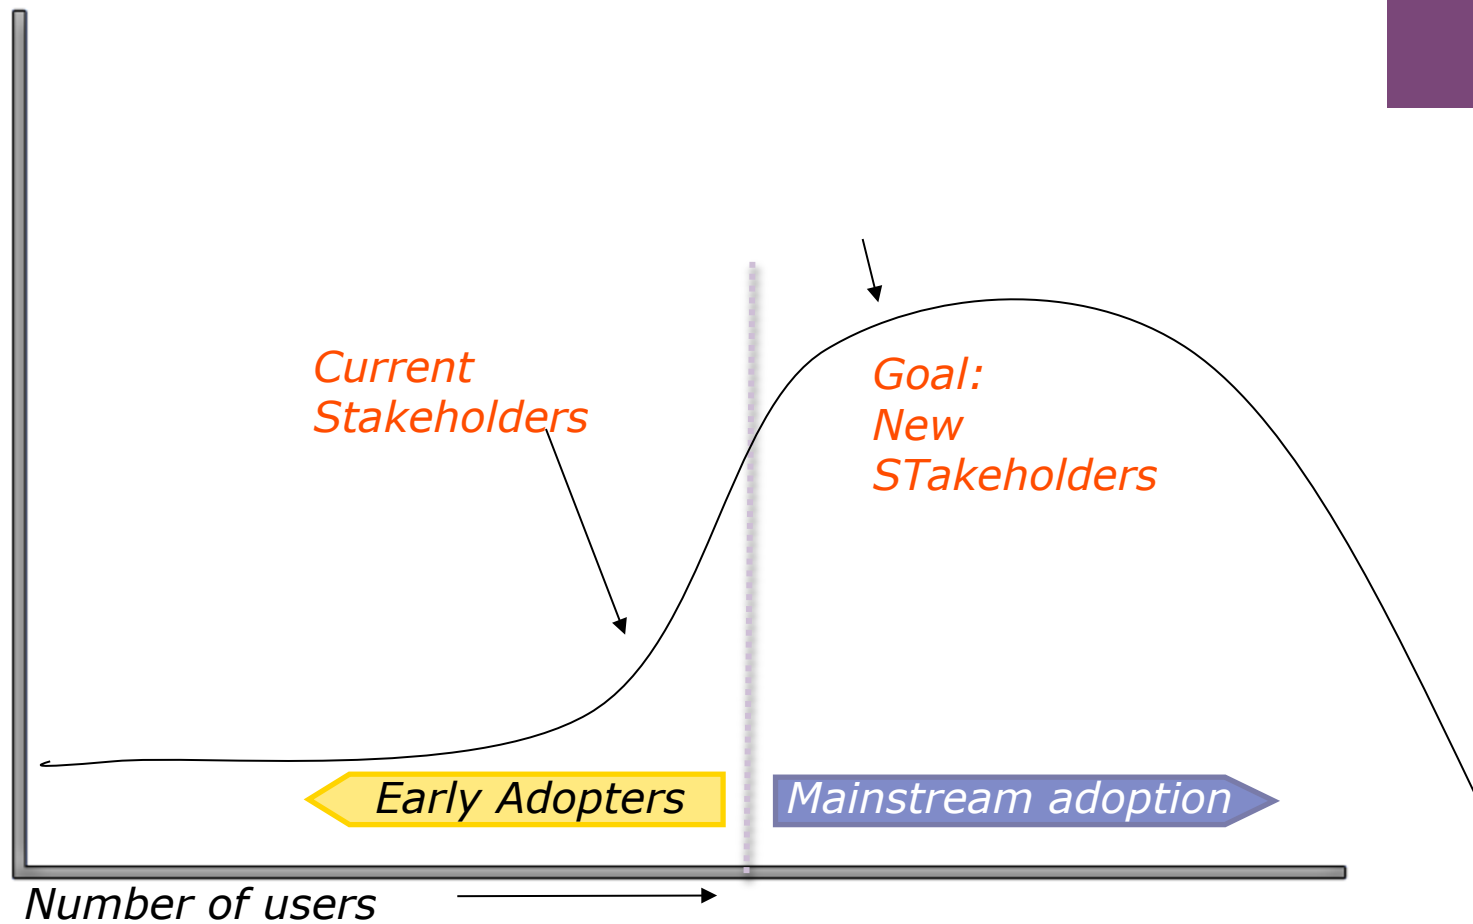 Current
Stakeholders
Goal:
New
STakeholders
Early Adopters
Mainstream adoption
Number of users